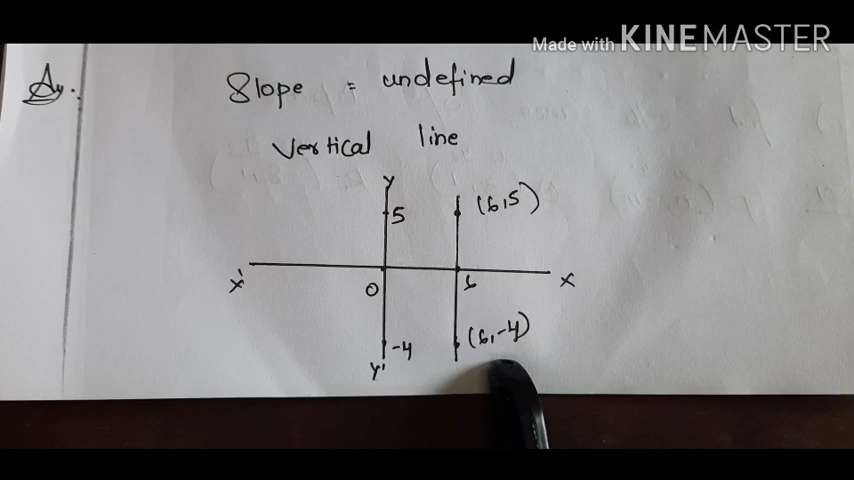 Made with KINEMASTER
Ans. Slope = undefined
Vertical line
Y
5 (6,5)
X' O 6 X
-4 (6,-4)
Y'